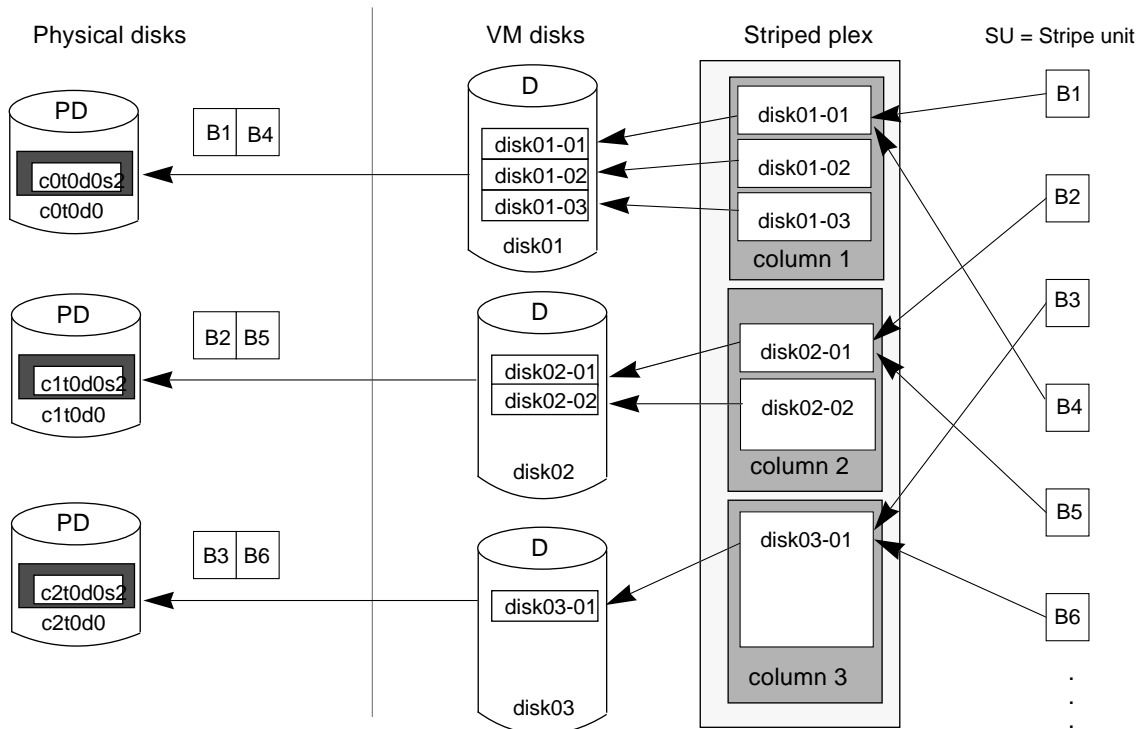 Physical disks
VM disks
Striped plex
SU = Stripe unit
PD
c0t0d0s2
c0t0d0
B1 B4
D
disk01-01
disk01-02
disk01-03
disk01
disk01-01
disk01-02
disk01-03
column 1
B1
B2
B3
B4
B5
B6
.
.
.
PD
c1t0d0s2
c1t0d0
B2 B5
D
disk02-01
disk02-02
disk02
disk02-01
disk02-02
column 2
PD
c2t0d0s2
c2t0d0
B3 B6
D
disk03-01
disk03
disk03-01
column 3